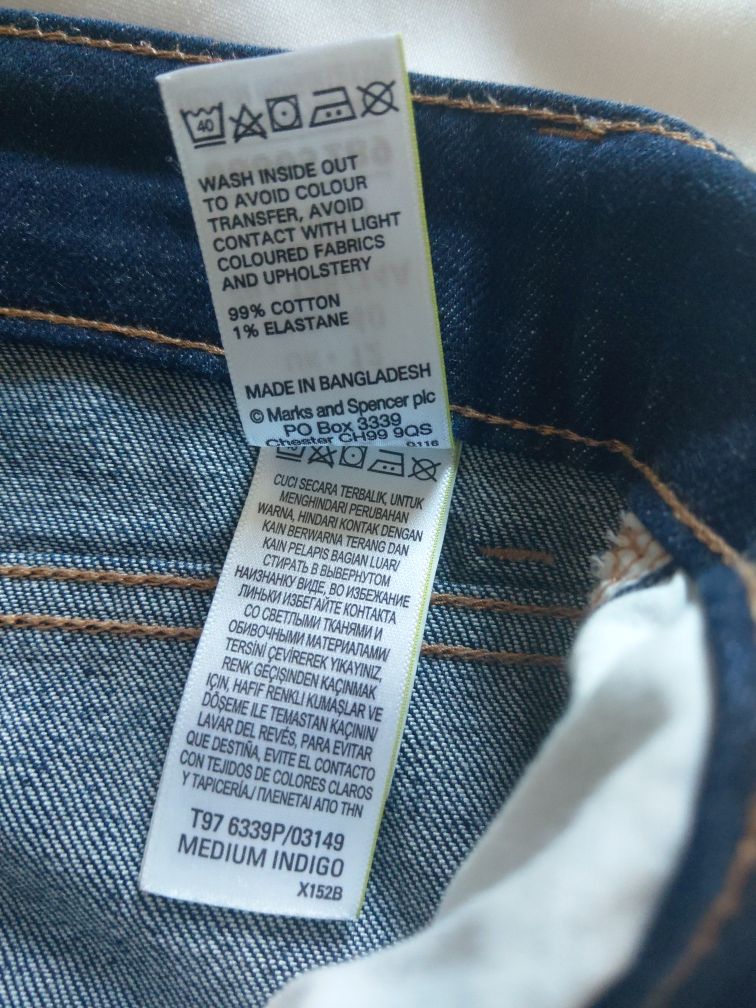 40
WASH INSIDE OUT
TO AVOID COLOUR
TRANSFER, AVOID
CONTACT WITH LIGHT
COLOURED FABRICS
AND UPHOLSTERY
99% COTTON
1% ELASTANE
MADE IN BANGLADESH
© Marks and Spencer plc
PO Box 3339
Chester CH99 9QS
0116
CUCI SECARA TERBALIK, UNTUK
MENGHINDARI PERUBAHAN
WARNA, HINDARI KONTAK DENGAN
KAIN BERWARNA TERANG DAN
KAIN PELAPIS BAGIAN LUAR/
СТИРАТЬ В ВЫВЕРНУТОМ
НАИЗНАНКУ ВИДЕ, ВО ИЗБЕЖАНИЕ
ЛИНЬКИ ИЗБЕГАЙТЕ КОНТАКТА
СО СВЕТЛЫМИ ТКАНЯМИ И
ОБИВОЧНЫМИ МАТЕРИАЛАМИ/
TERSİNİ ÇEVİREREK YIKAYINIZ,
RENK GEÇİŞİNDEN KAÇINMAK
İÇİN, HAFİF RENKLİ KUMAŞLAR VE
DÖŞEME İLE TEMASTAN KAÇININ/
LAVAR DEL REVÉS, PARA EVITAR
QUE DESTIÑA, EVITE EL CONTACTO
CON TEJIDOS DE COLORES CLAROS
Y TAPICERÍA./ ΠΛΕΝΕΤΑΙ ΑΠΟ ΤΗΝ
T97 6339P/03149
MEDIUM INDIGO
X152B